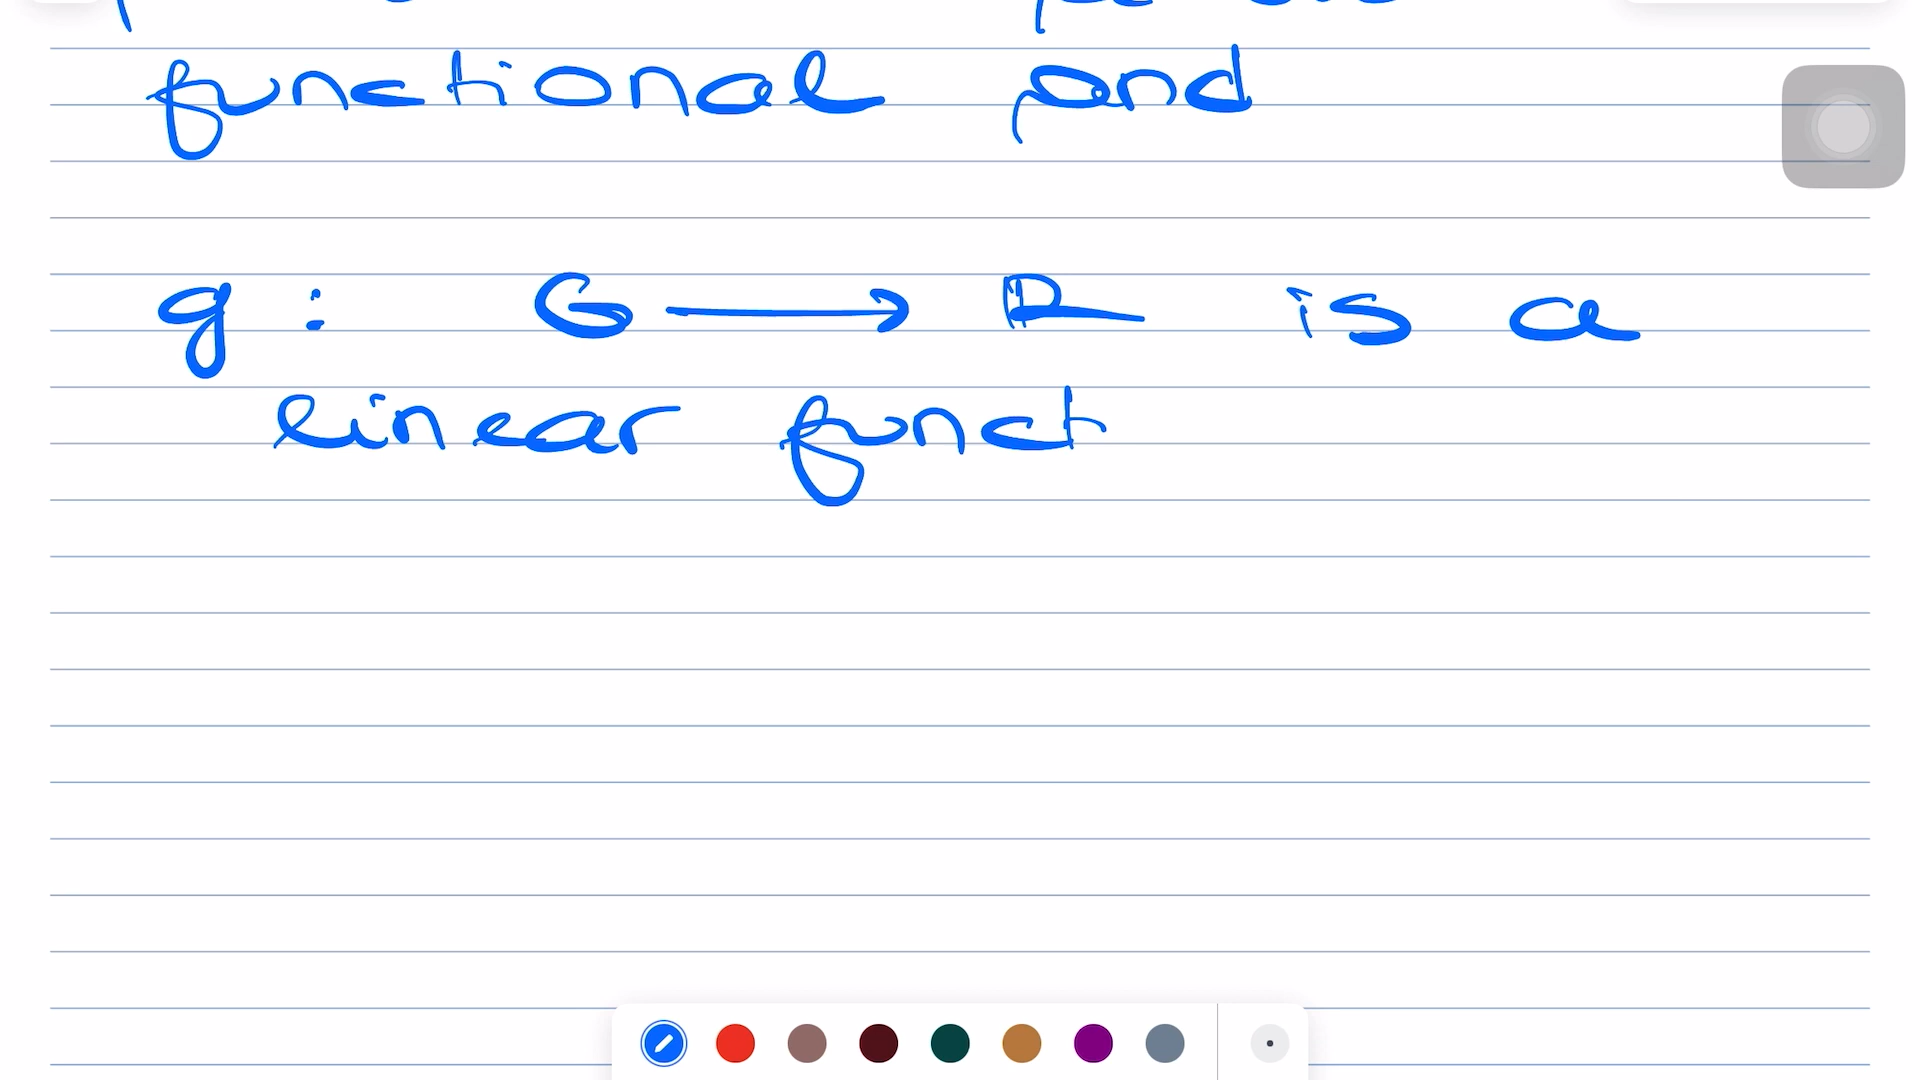 functional and
g : G → ℝ is a
linear funct